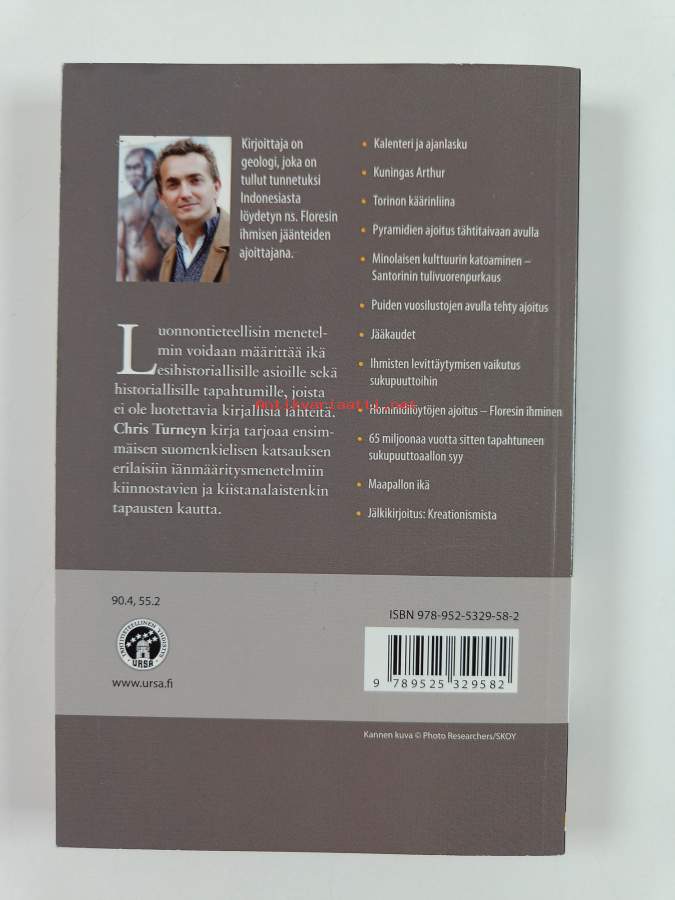 Kirjoittaja on
geologi, joka on
tullut tunnetuksi
Indonesiasta
löydetyn ns. Floresin
ihmisen jäänteiden
ajoittajana.
Luonnontieteellisin menetel-
min voidaan määrittää ikä
esihistoriallisille asioille sekä
historiallisille tapahtumille, joista
ei ole luotettavia kirjallisia lähteitä.
Chris Turneyn kirja tarjoaa ensim-
mäisen suomenkielisen katsauksen
erilaisiin iänmääritysmenetelmiin
kiinnostavien ja kiistanalaistenkin
tapausten kautta.
• Kalenteri ja ajanlasku
• Kuningas Arthur
• Torinon käärinliina
• Pyramidien ajoitus tähtitaivaan avulla
• Minolaisen kulttuurin katoaminen –
Santorinin tulivuorenpurkaus
• Puiden vuosilustojen avulla tehty ajoitus
• Jääkaudet
• Ihmisten levittäytymisen vaikutus
sukupuuttoihin
• Hominidilöytöjen ajoitus – Floresin ihminen
• 65 miljoonaa vuotta sitten tapahtuneen
sukupuuttoaallon syy
• Maapallon ikä
• Jälkikirjoitus: Kreationismista
Antikvariaatti.net
90.4, 55.2
TÄHTITIETEELLINEN YHDISTYS
URSA
www.ursa.fi
ISBN 978-952-5329-58-2
9 789525 329582
Kannen kuva © Photo Researchers/SKOY